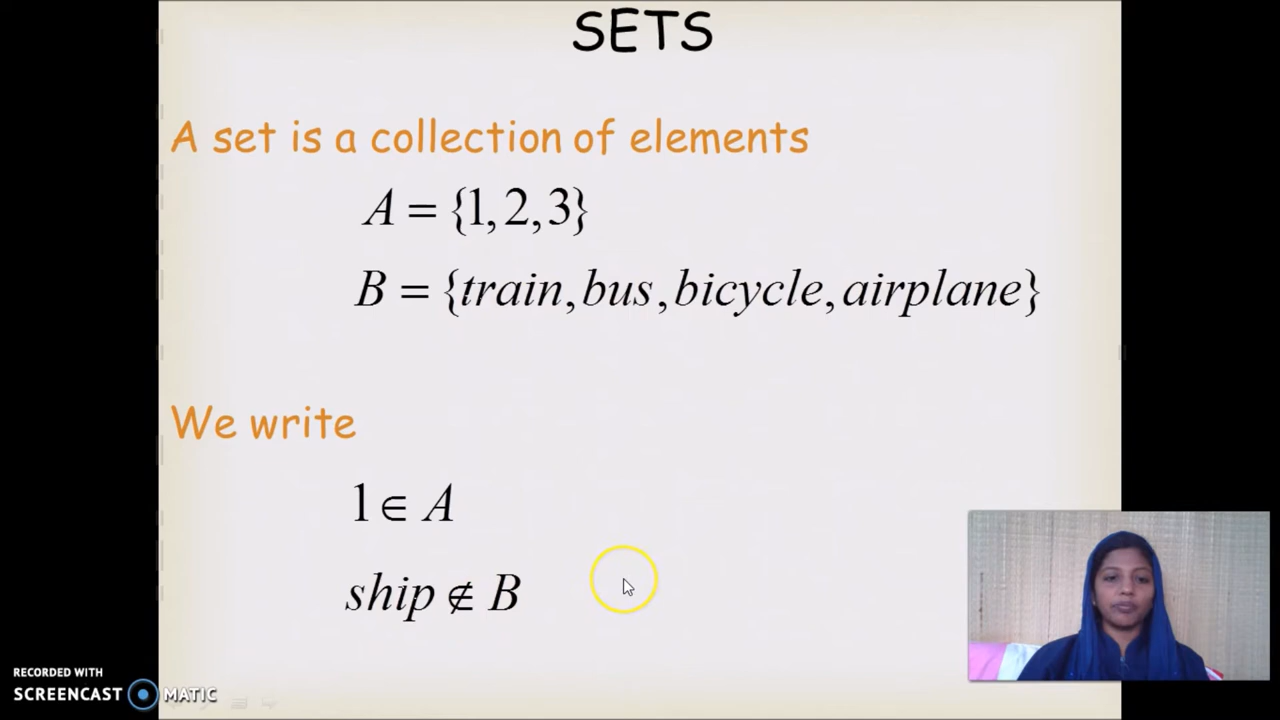 SETS
A set is a collection of elements
A = {1, 2, 3}
B = {train, bus, bicycle, airplane}
We write
1 ∈ A
ship ∉ B
RECORDED WITH
SCREENCAST MATIC